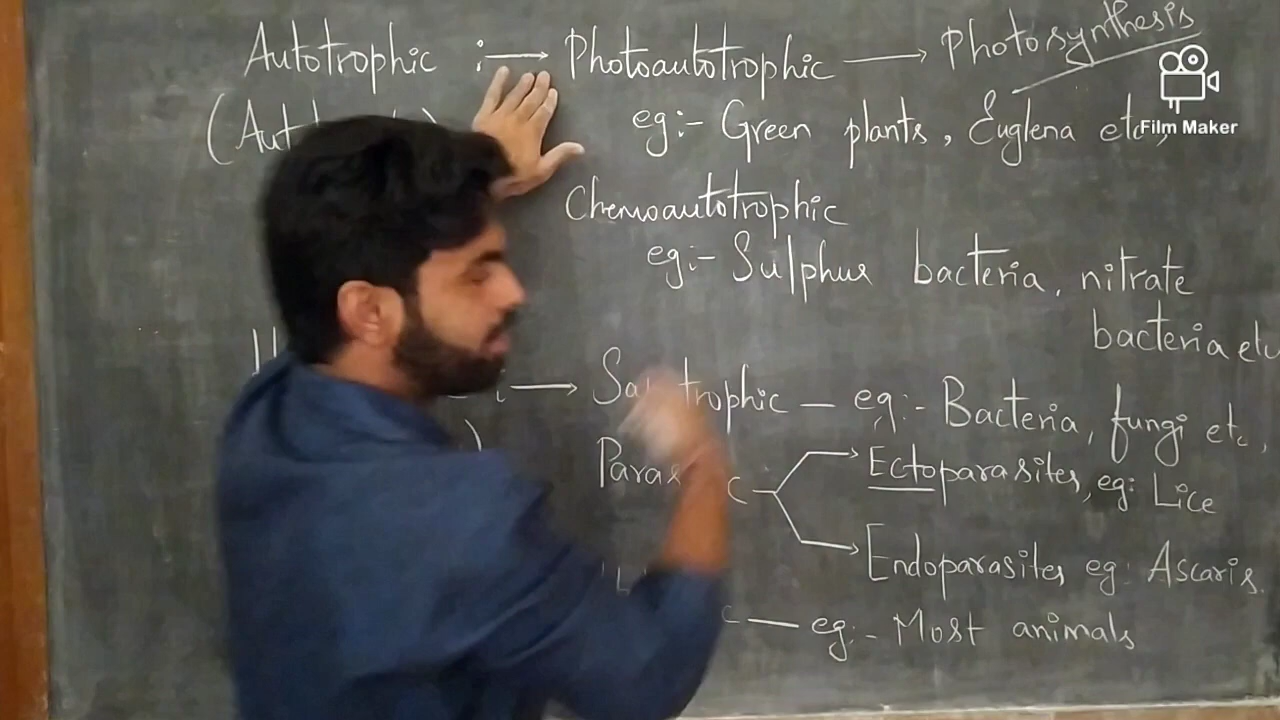 Autotrophic :→ Photoautotrophic → Photosynthesis
eg:- Green plants, Euglena etc,
Film Maker
Chemoautotrophic
eg:- Sulphur bacteria, nitrate
bacteria etc
→ trophic — eg:- Bacteria, fungi etc,
→ Ectoparasites, eg: Lice
→ Endoparasites eg: Ascaris.
— eg:- Most animals